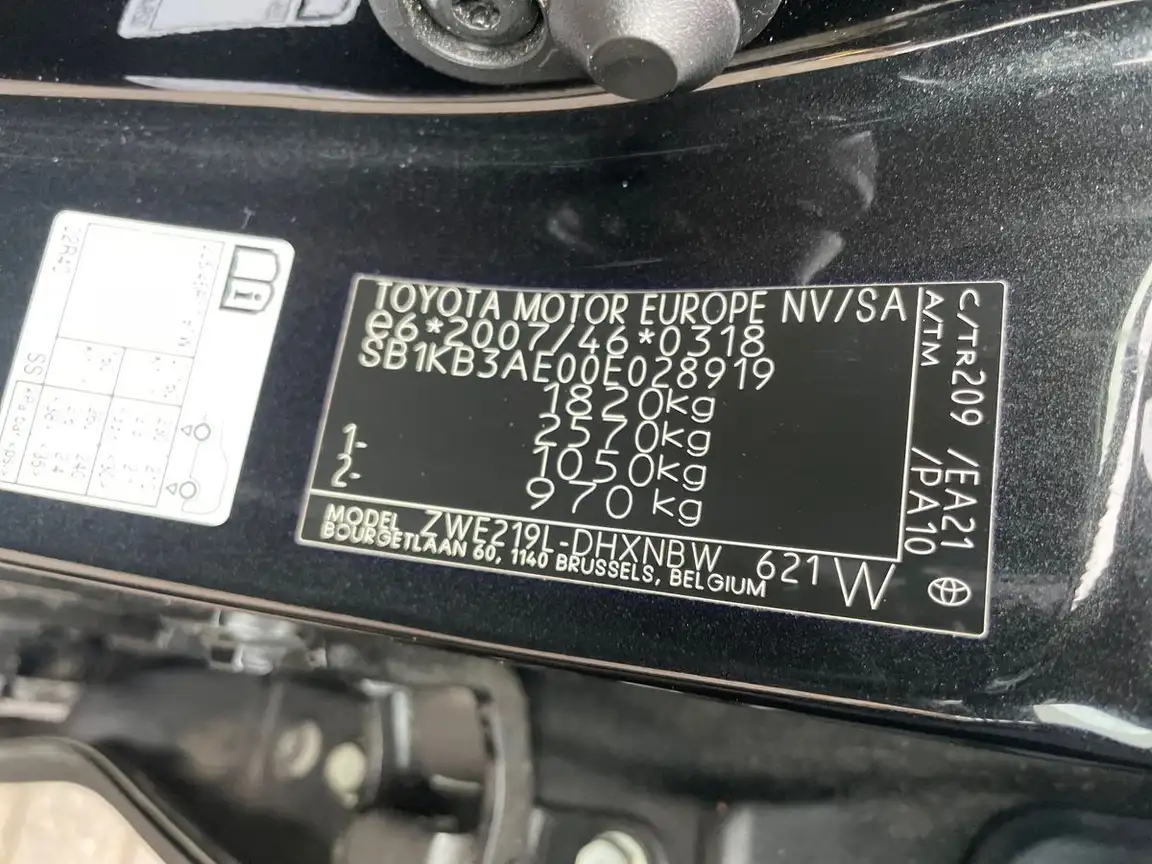 TOYOTA MOTOR EUROPE NV/SA
e6*2007/46*0318
SB1KB3AE00E028919
1820kg
2570kg
1- 1050kg
2- 970 kg
MODEL ZWE219L-DHXNBW 621W
BOURGETLAAN 60, 1140 BRUSSELS, BELGIUM
C/TR209 /EA21
A/TM /PA10